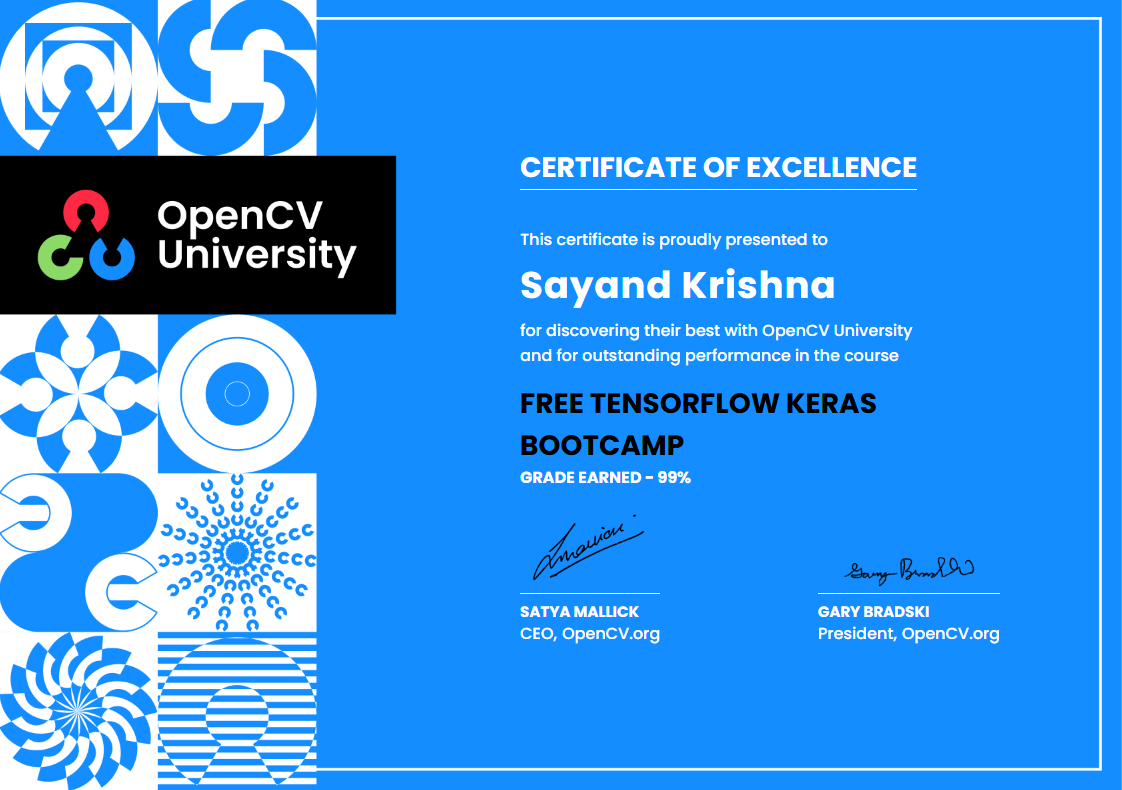 OpenCV
University
CERTIFICATE OF EXCELLENCE
This certificate is proudly presented to
Sayand Krishna
for discovering their best with OpenCV University
and for outstanding performance in the course
FREE TENSORFLOW KERAS
BOOTCAMP
GRADE EARNED - 99%
SATYA MALLICK
CEO, OpenCV.org
GARY BRADSKI
President, OpenCV.org